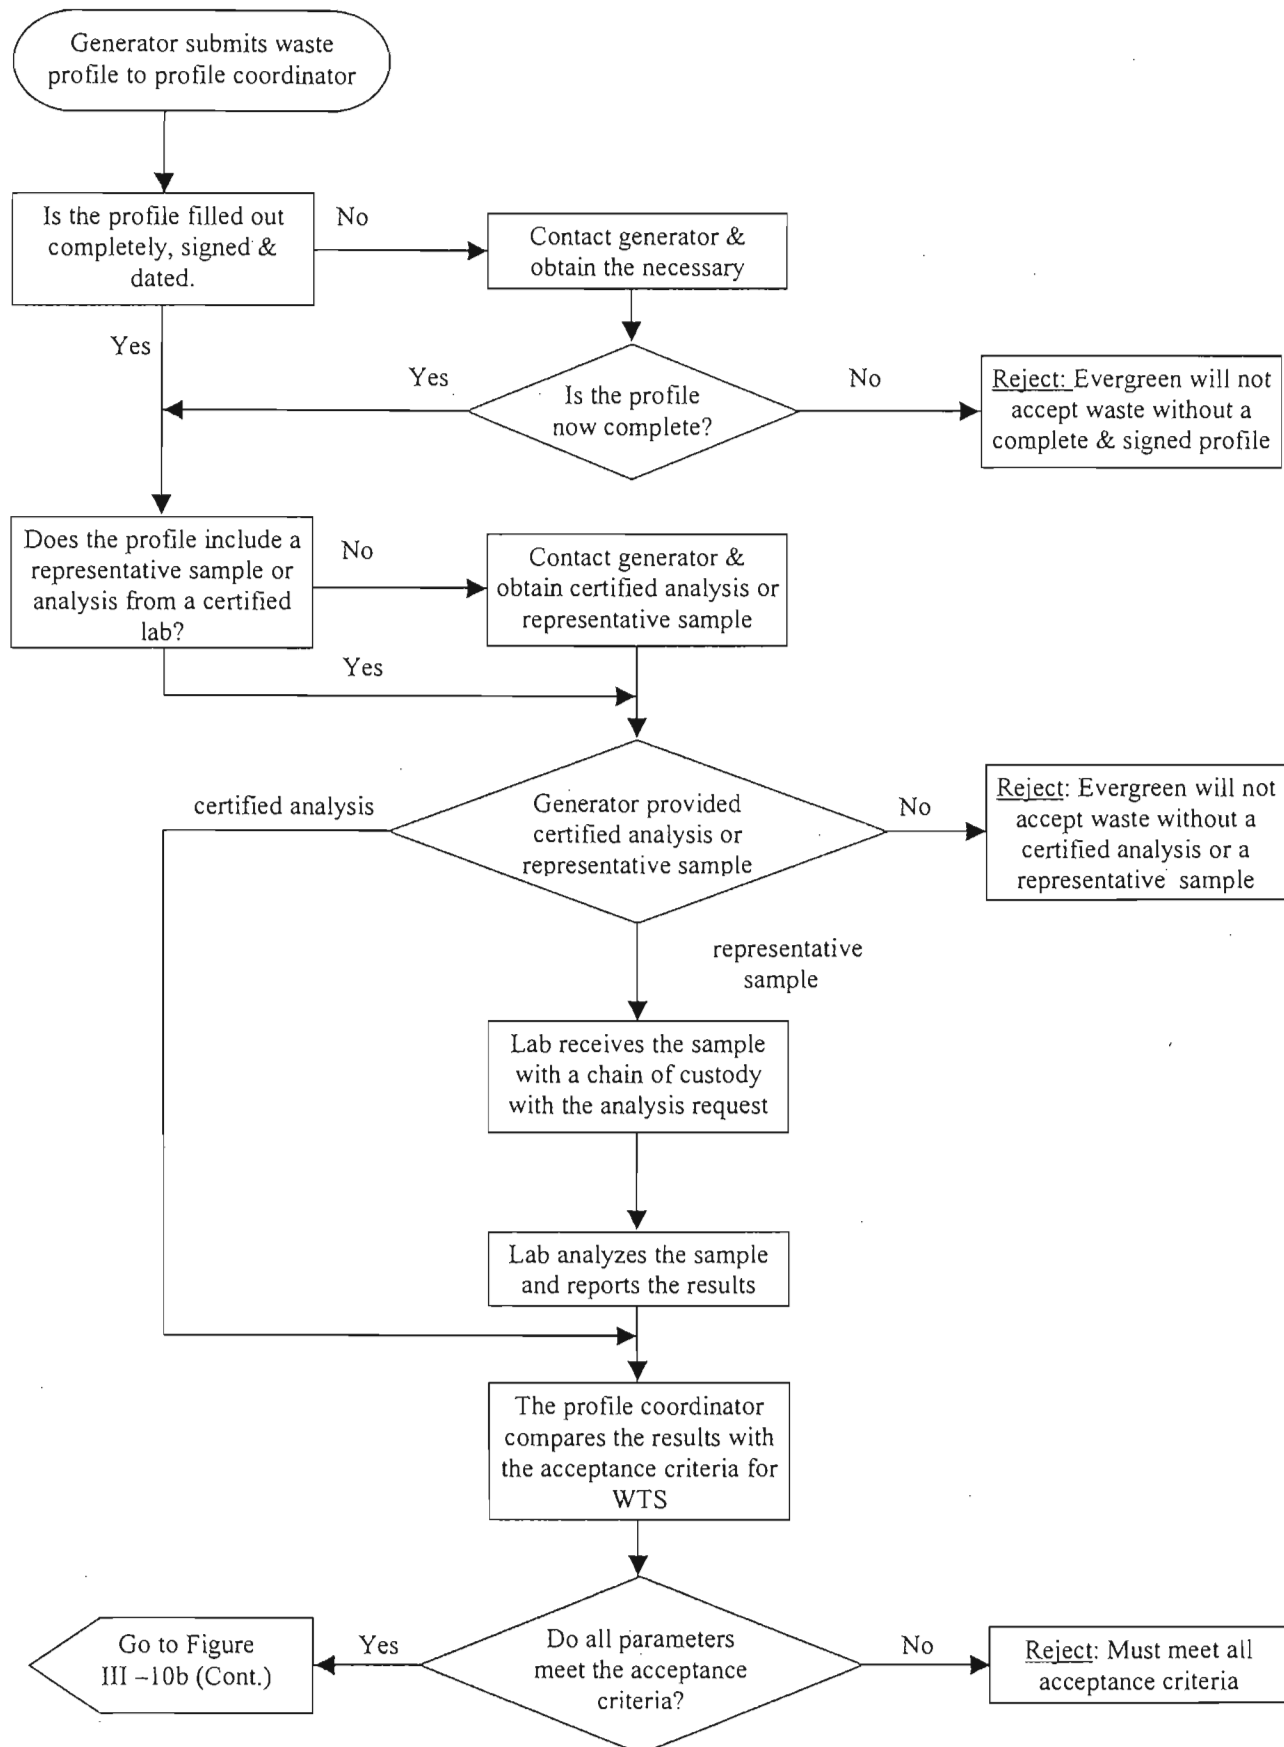 Generator submits waste
profile to profile coordinator
Is the profile filled out
completely, signed &
dated.
No
Contact generator &
obtain the necessary
Yes
Yes
Is the profile
now complete?
No
Reject: Evergreen will not
accept waste without a
complete & signed profile
Does the profile include a
representative sample or
analysis from a certified
lab?
No
Contact generator &
obtain certified analysis or
representative sample
Yes
certified analysis
Generator provided
certified analysis or
representative sample
No
Reject: Evergreen will not
accept waste without a
certified analysis or a
representative sample
representative
sample
Lab receives the sample
with a chain of custody
with the analysis request
Lab analyzes the sample
and reports the results
The profile coordinator
compares the results with
the acceptance criteria for
WTS
Go to Figure
III –10b (Cont.)
Yes
Do all parameters
meet the acceptance
criteria?
No
Reject: Must meet all
acceptance criteria